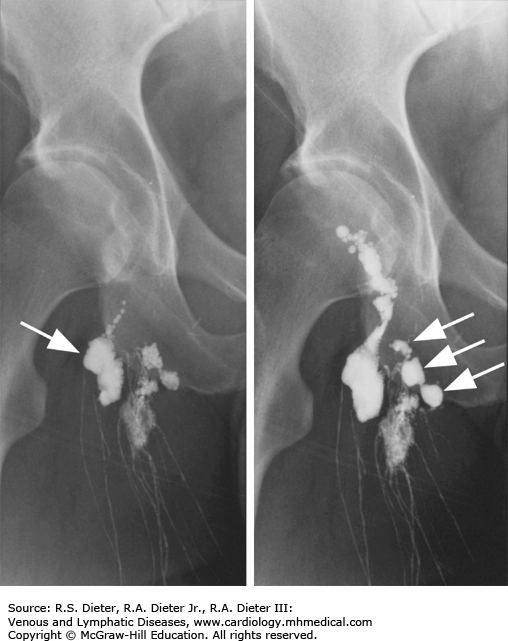 Source: R.S. Dieter, R.A. Dieter Jr., R.A. Dieter III:
Venous and Lymphatic Diseases, www.cardiology.mhmedical.com
Copyright © McGraw-Hill Education. All rights reserved.